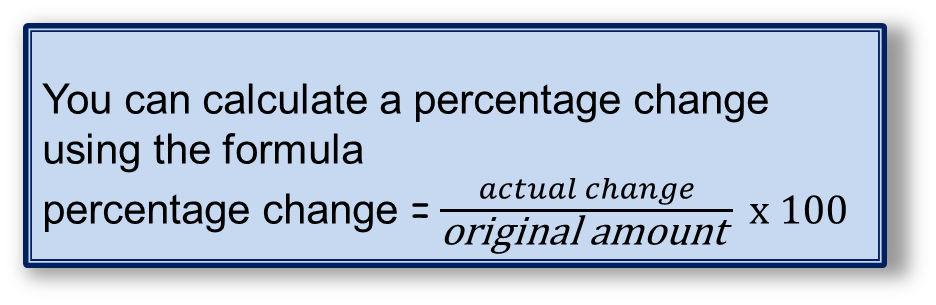 You can calculate a percentage change
using the formula
percentage change = actual change / original amount x 100